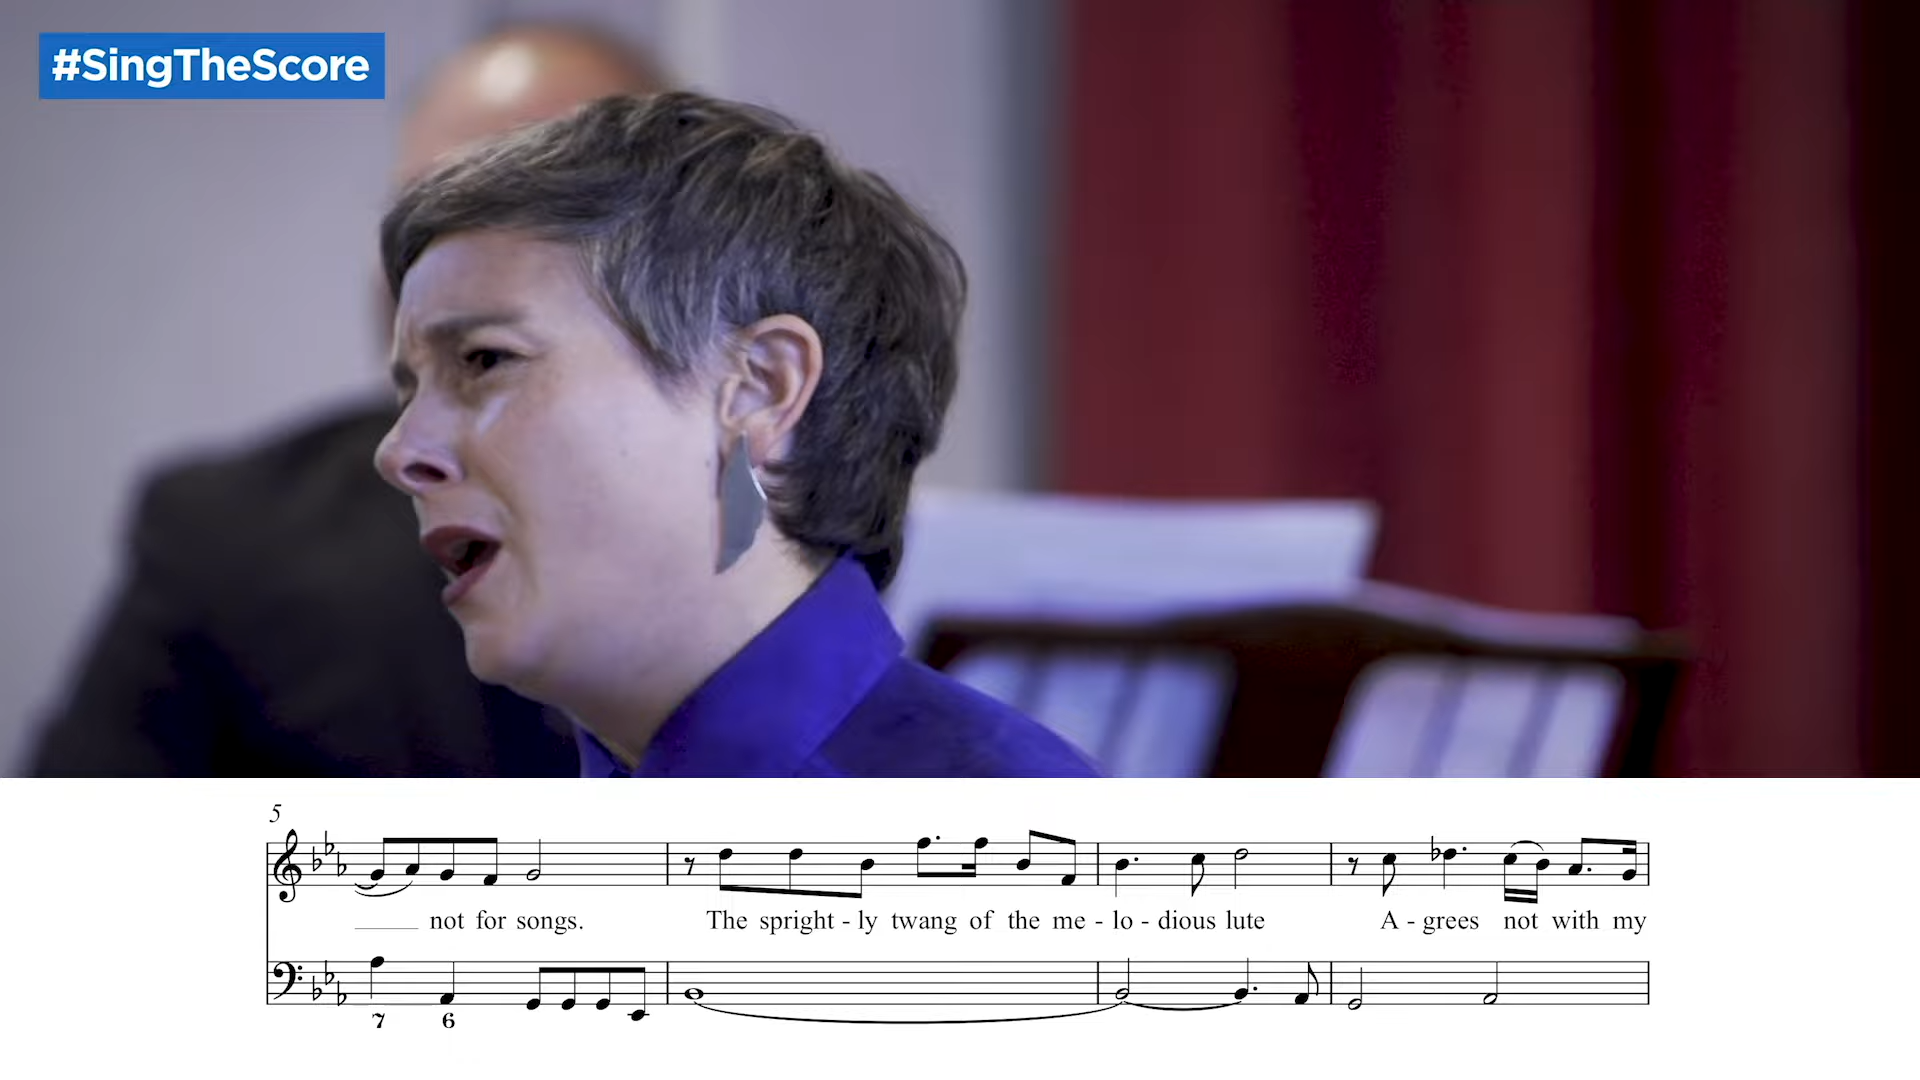 #SingTheScore
5
not for songs. The spright - ly twang of the me - lo - dious lute A - grees not with my
7 6